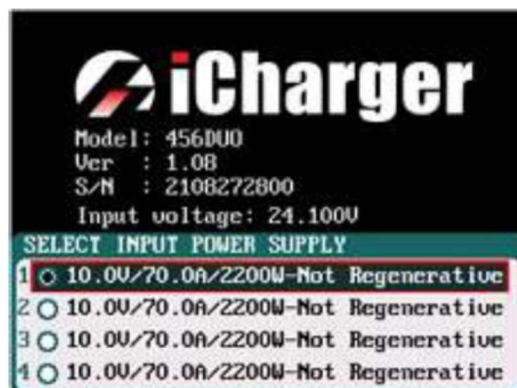 iCharger
Model: 456DUO
Ver : 1.08
S/N : 2108272800
Input voltage: 24.100V
SELECT INPUT POWER SUPPLY
1 10.0V/70.0A/2200W-Not Regenerative
2 10.0V/70.0A/2200W-Not Regenerative
3 10.0V/70.0A/2200W-Not Regenerative
4 10.0V/70.0A/2200W-Not Regenerative